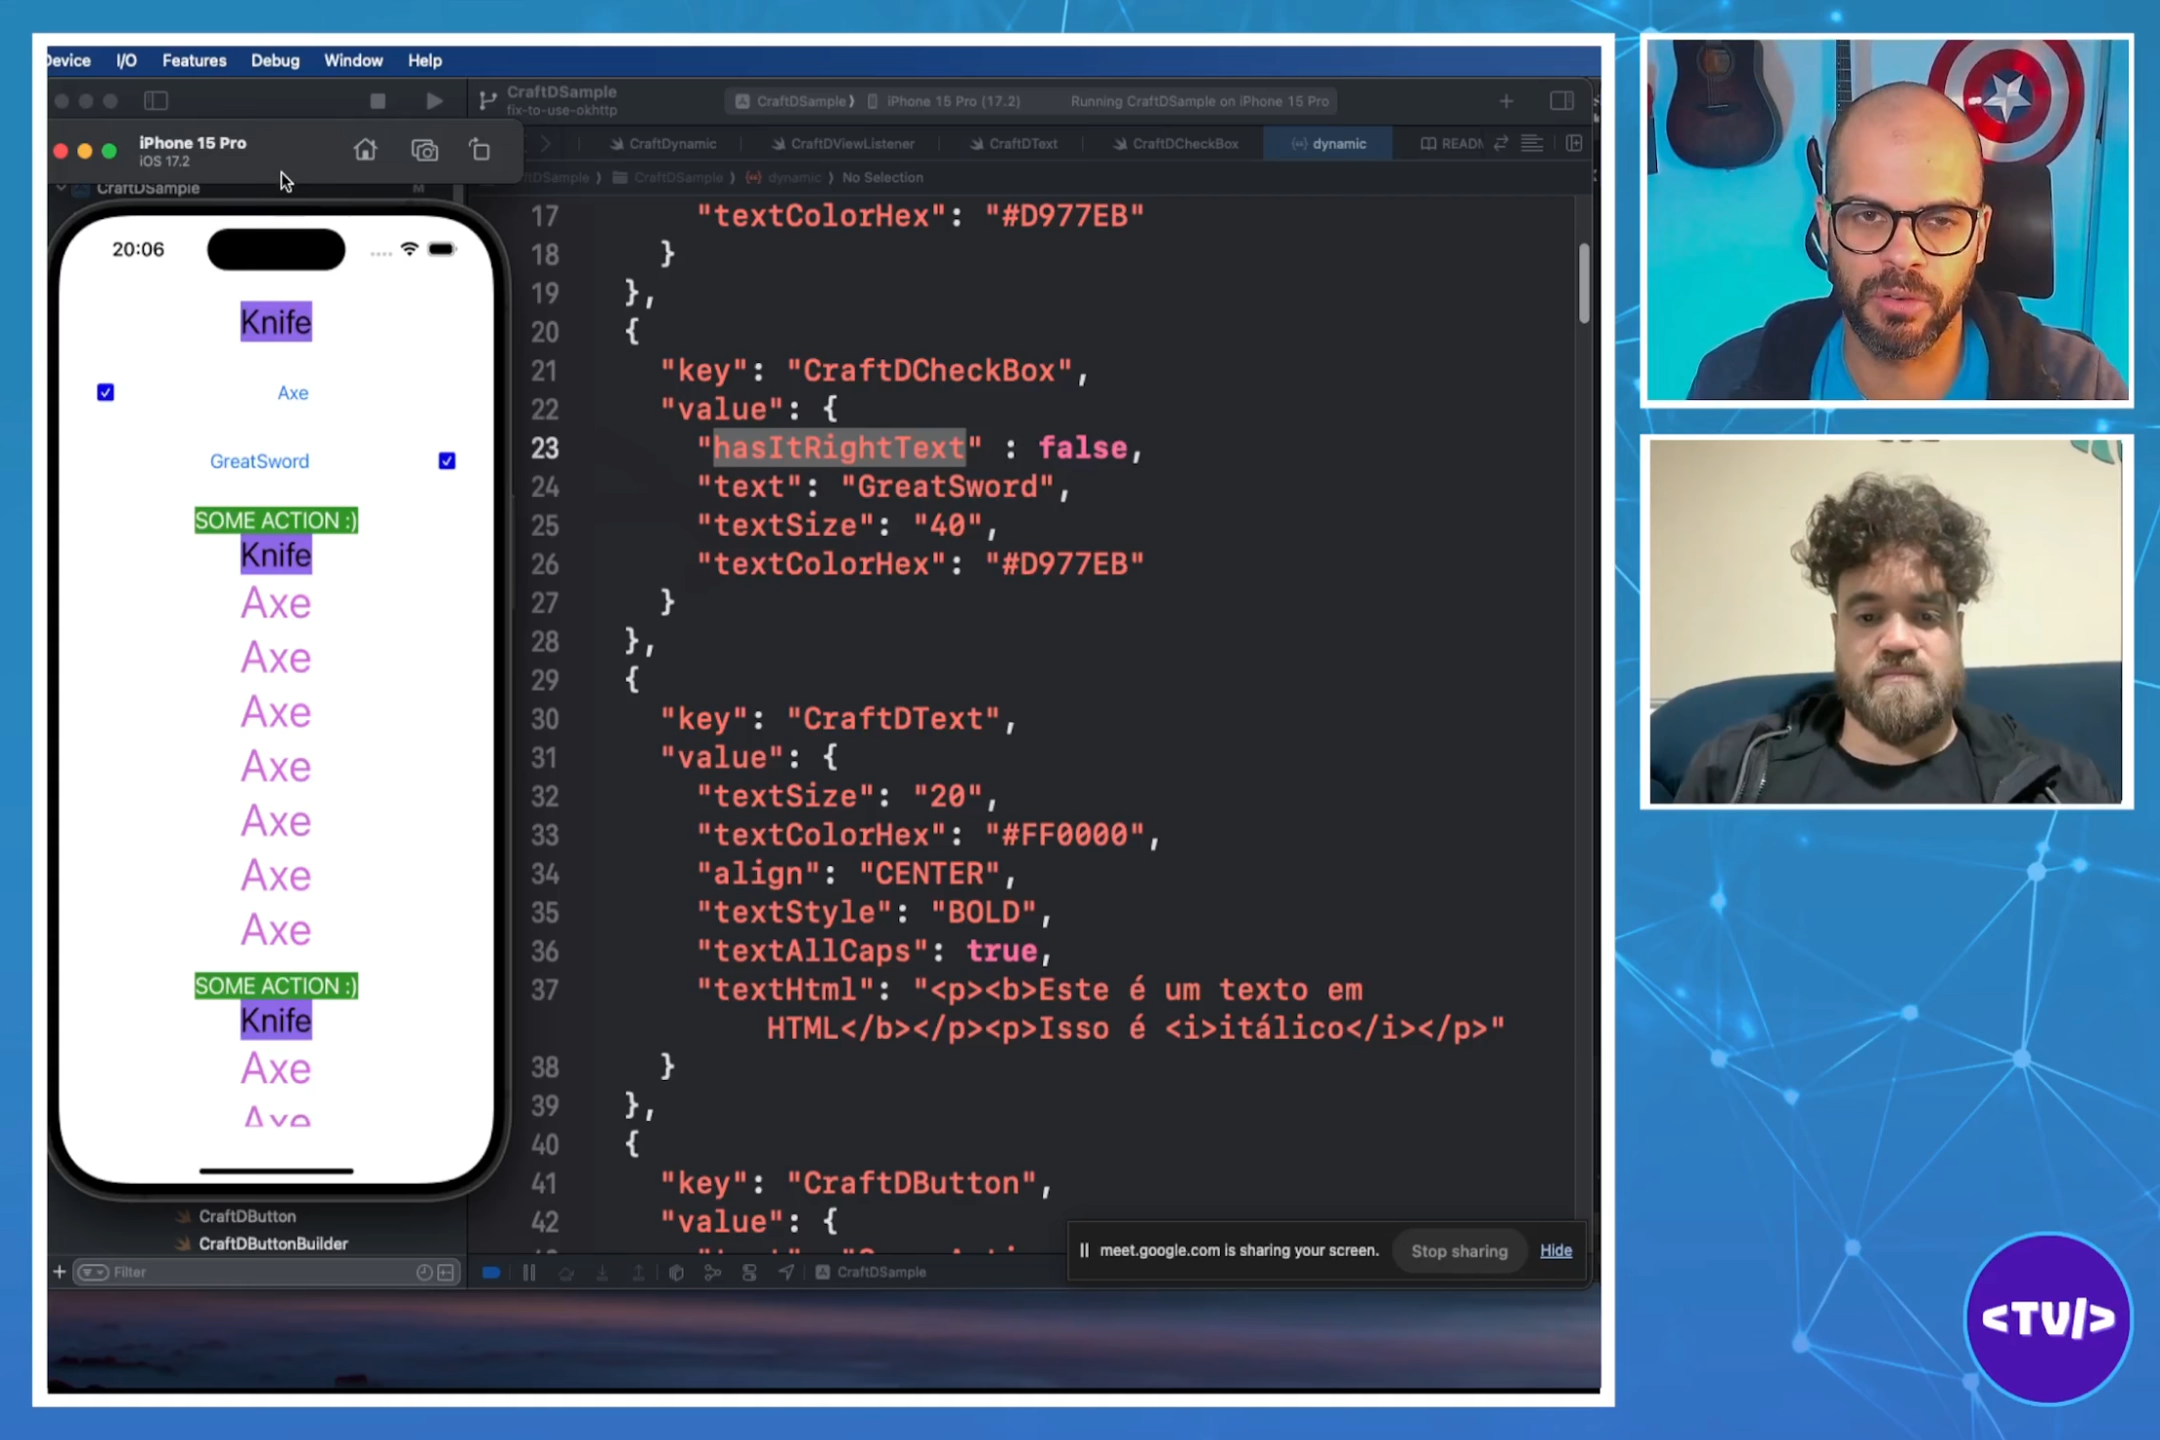 Device I/O Features Debug Window Help
CraftDSample
fix-to-use-okhttp
CraftDSample ⟩ iPhone 15 Pro (17.2) Running CraftDSample on iPhone 15 Pro
iPhone 15 Pro
iOS 17.2
CraftDynamic CraftDViewListener CraftDText CraftDCheckBox dynamic READM
CraftDSample M
ftDSample ⟩ CraftDSample ⟩ dynamic ⟩ No Selection
20:06
Knife
Axe
GreatSword
SOME ACTION :)
Knife
Axe
Axe
Axe
Axe
Axe
Axe
Axe
SOME ACTION :)
Knife
Axe
Axe
CraftDButton
CraftDButtonBuilder
Filter
17 "textColorHex": "#D977EB"
18 }
19 },
20 {
21 "key": "CraftDCheckBox",
22 "value": {
23 "hasItRightText" : false,
24 "text": "GreatSword",
25 "textSize": "40",
26 "textColorHex": "#D977EB"
27 }
28 },
29 {
30 "key": "CraftDText",
31 "value": {
32 "textSize": "20",
33 "textColorHex": "#FF0000",
34 "align": "CENTER",
35 "textStyle": "BOLD",
36 "textAllCaps": true,
37 "textHtml": "<p><b>Este é um texto em
HTML</b></p><p>Isso é <i>itálico</i></p>"
38 }
39 },
40 {
41 "key": "CraftDButton",
42 "value": {
meet.google.com is sharing your screen. Stop sharing Hide
CraftDSample
<TV/>